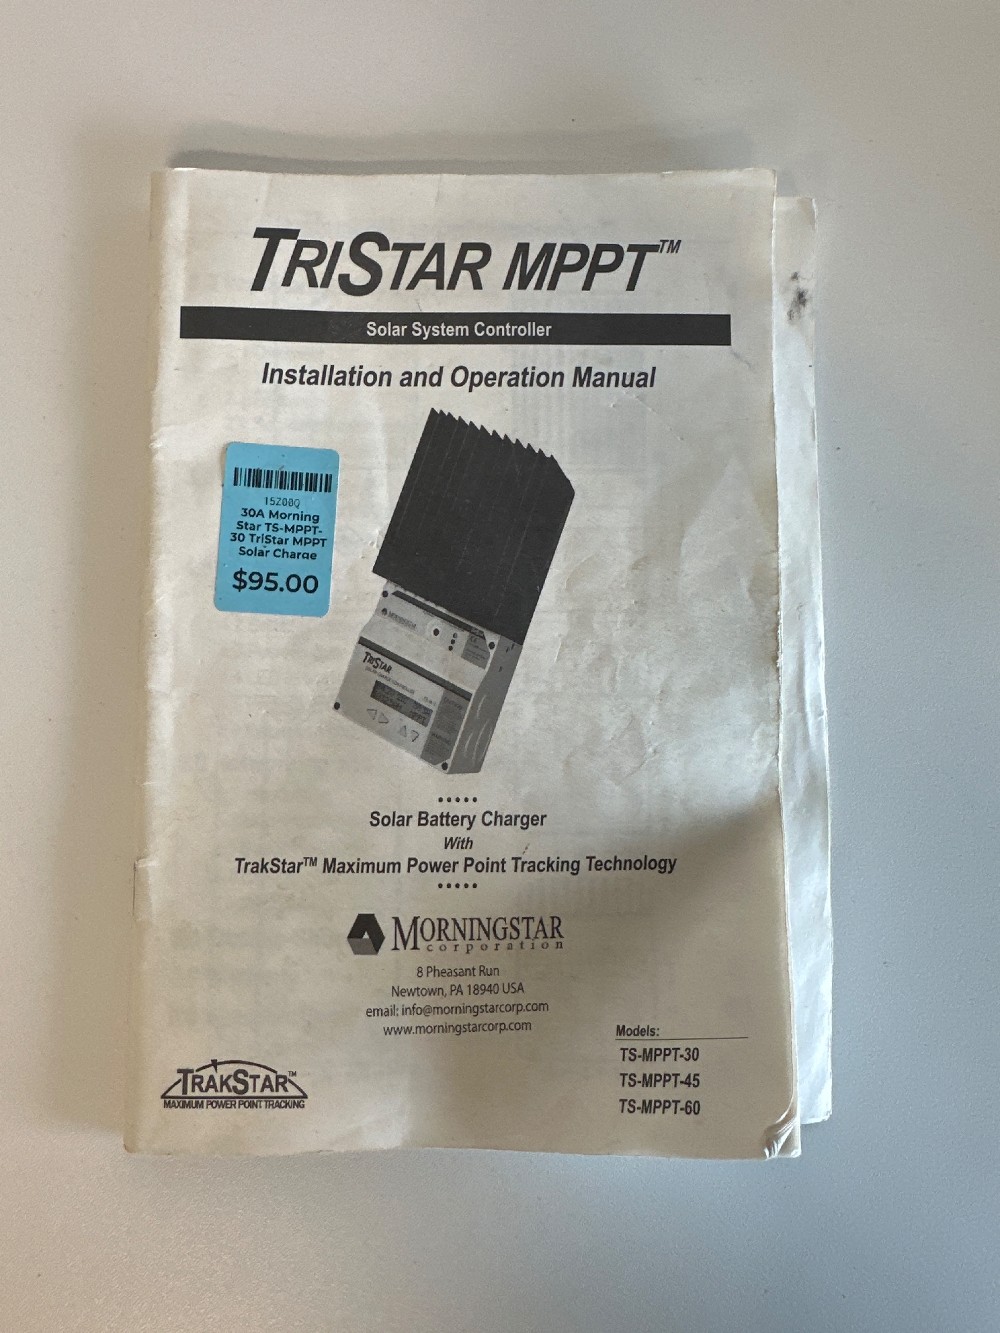 TRISTAR MPPT™
Solar System Controller
Installation and Operation Manual
15Z00Q
30A Morning
Star TS-MPPT-
30 TriStar MPPT
Solar Charge
$95.00
TRISTAR
•••••
Solar Battery Charger
With
TrakStar™ Maximum Power Point Tracking Technology
•••••
MORNINGSTAR
corporation
8 Pheasant Run
Newtown, PA 18940 USA
email: info@morningstarcorp.com
www.morningstarcorp.com
Models:
TS-MPPT-30
TS-MPPT-45
TS-MPPT-60
TRAKSTAR™
MAXIMUM POWER POINT TRACKING